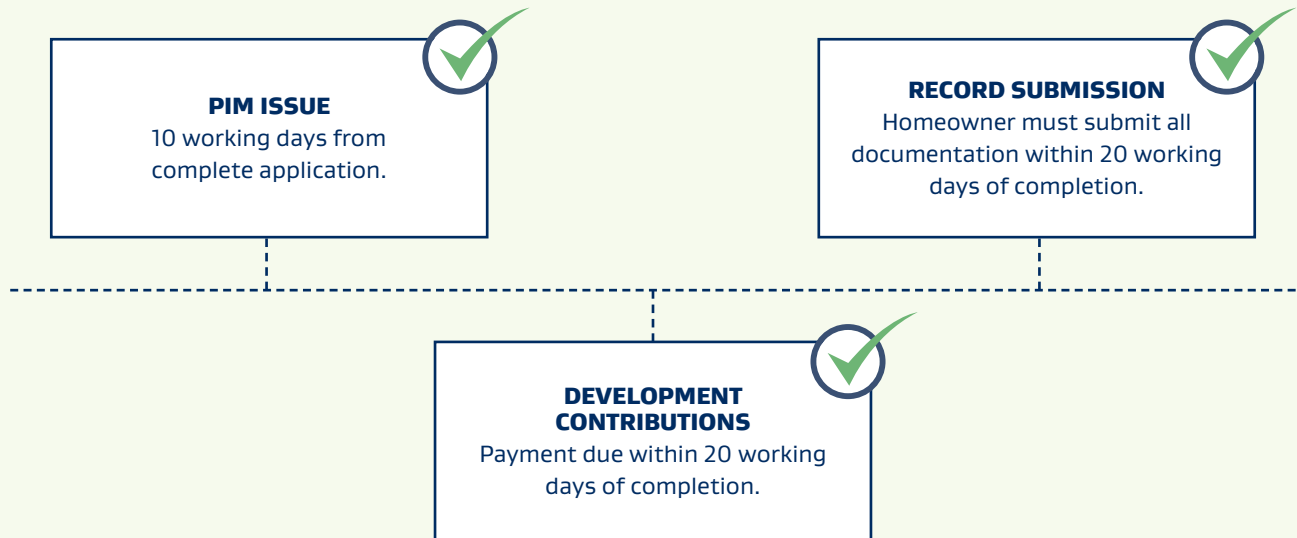 PIM ISSUE
10 working days from
complete application.
RECORD SUBMISSION
Homeowner must submit all
documentation within 20 working
days of completion.
DEVELOPMENT
CONTRIBUTIONS
Payment due within 20 working
days of completion.